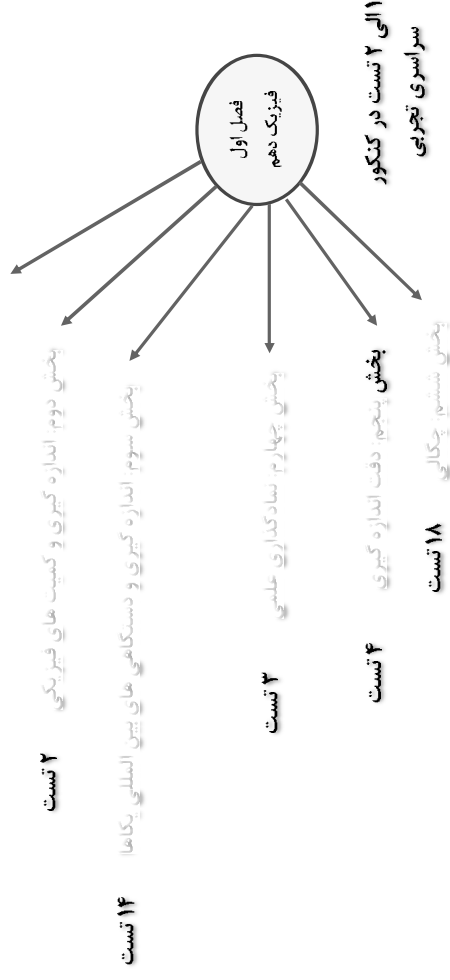 ۱ الی ۲ تست در کنکور
سراسری تجربی
فصل اول
فیزیک دهم
بخش دوم: اندازه گیری و کمیت های فیزیکی
۲ تست
بخش سوم: اندازه گیری و دستگاهی های بین المللی یکاها
۱۴ تست
بخش چهارم: نمادگذاری علمی
۳ تست
بخش پنجم: دقت اندازه گیری
۴ تست
بخش ششم: چگالی
۱۸ تست